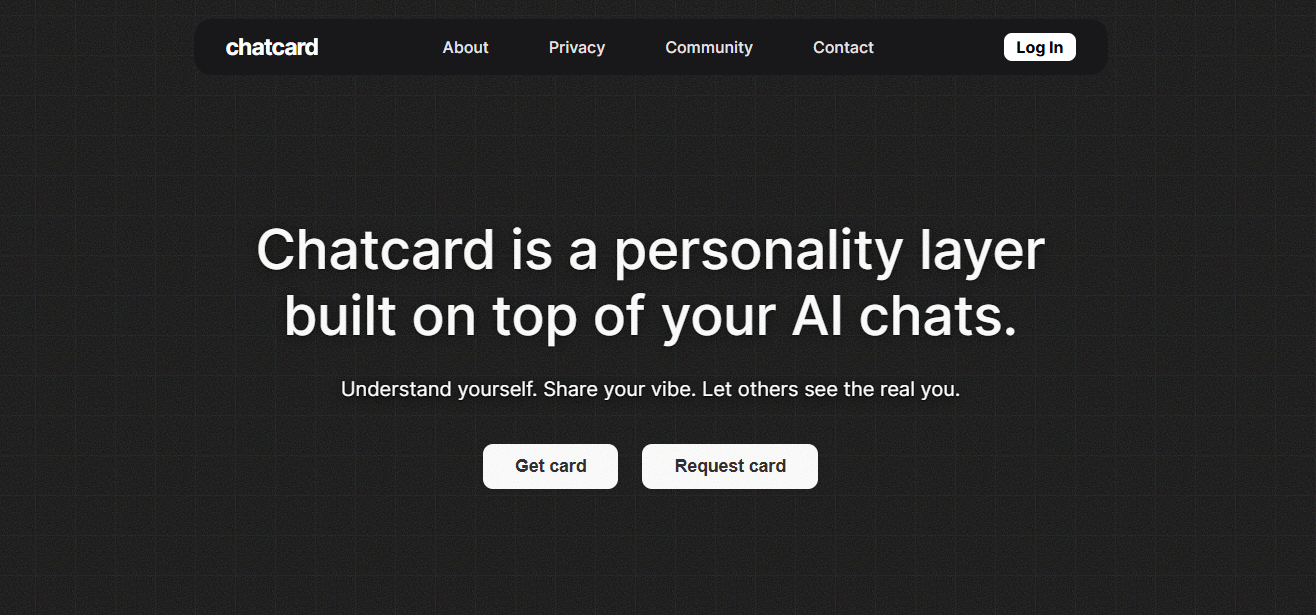 chatcard
About
Privacy
Community
Contact
Log In
Chatcard is a personality layer
built on top of your AI chats.
Understand yourself. Share your vibe. Let others see the real you.
Get card
Request card